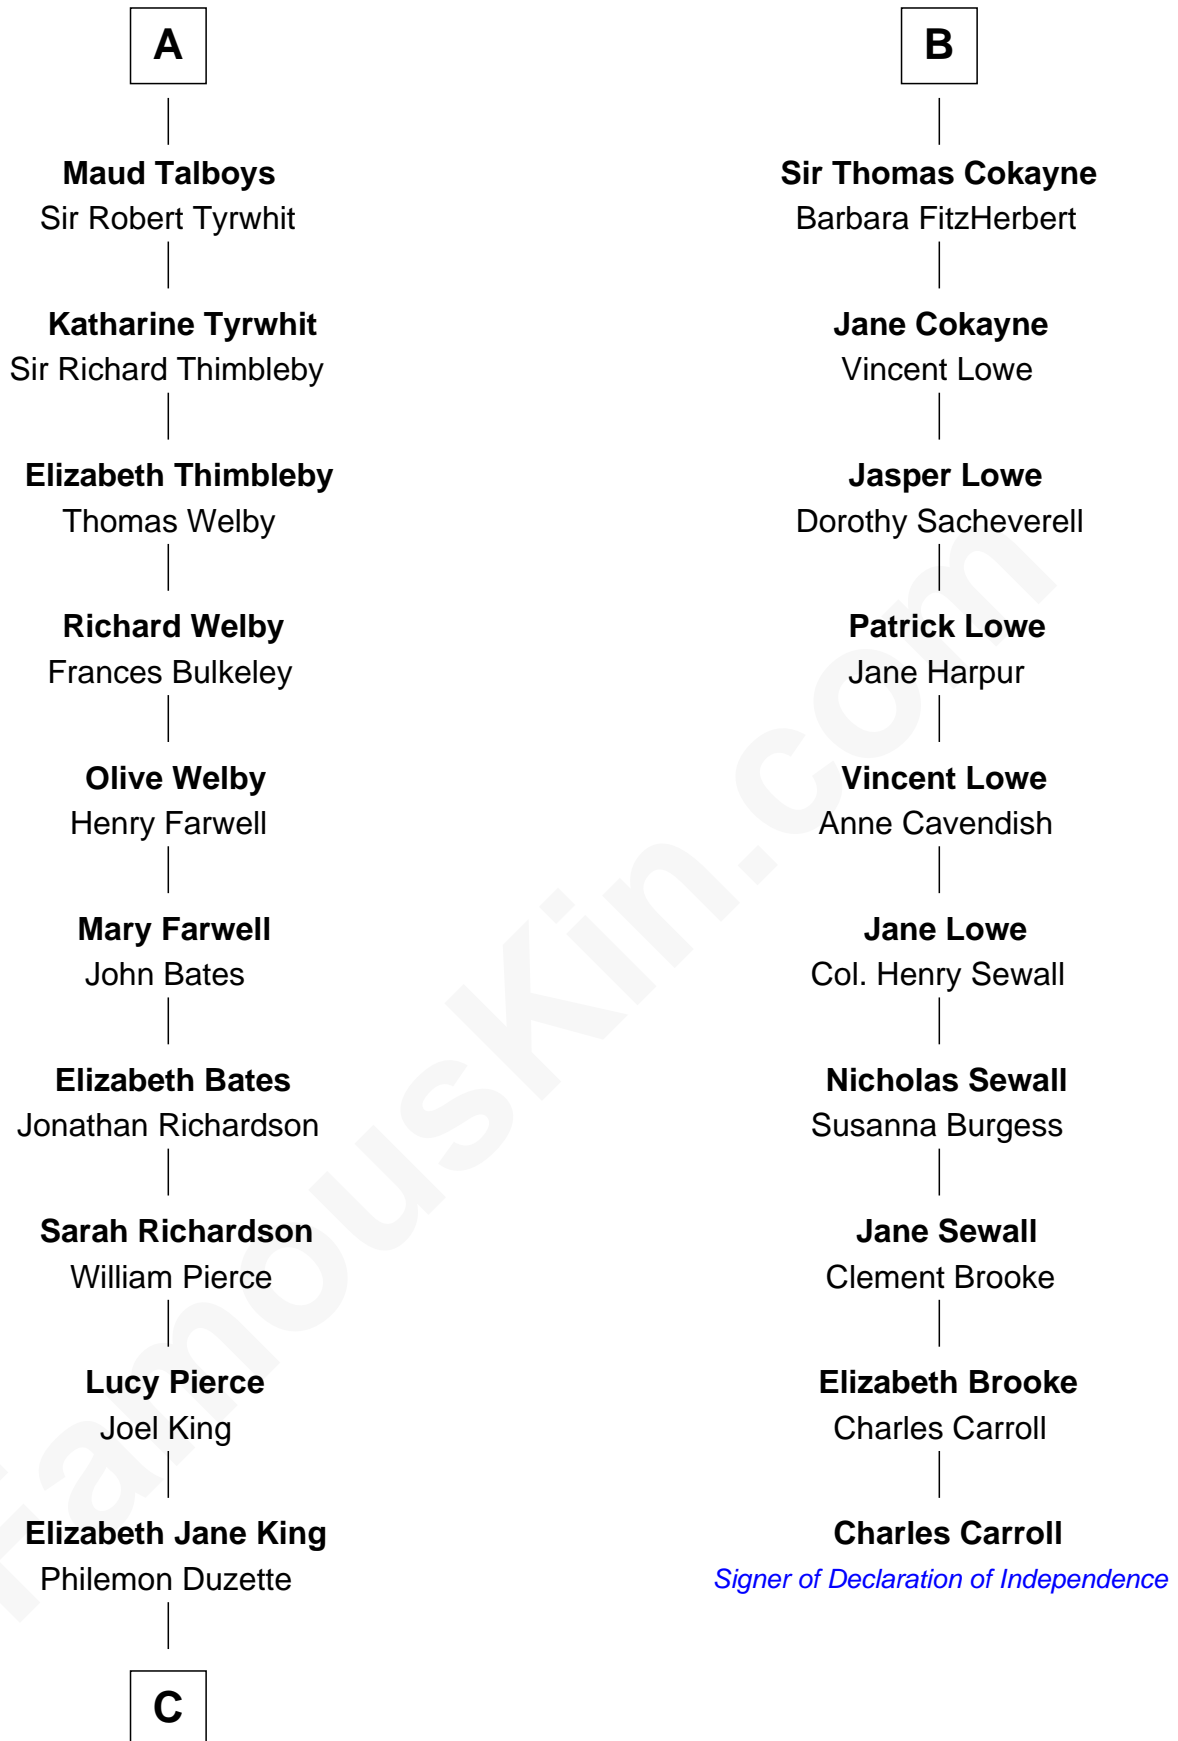 A
Maud Talboys
Sir Robert Tyrwhit
Katharine Tyrwhit
Sir Richard Thimbleby
Elizabeth Thimbleby
Thomas Welby
Richard Welby
Frances Bulkeley
Olive Welby
Henry Farwell
Mary Farwell
John Bates
Elizabeth Bates
Jonathan Richardson
Sarah Richardson
William Pierce
Lucy Pierce
Joel King
Elizabeth Jane King
Philemon Duzette
C
B
Sir Thomas Cokayne
Barbara FitzHerbert
Jane Cokayne
Vincent Lowe
Jasper Lowe
Dorothy Sacheverell
Patrick Lowe
Jane Harpur
Vincent Lowe
Anne Cavendish
Jane Lowe
Col. Henry Sewall
Nicholas Sewall
Susanna Burgess
Jane Sewall
Clement Brooke
Elizabeth Brooke
Charles Carroll
Charles Carroll
Signer of Declaration of Independence
FamousKin.com